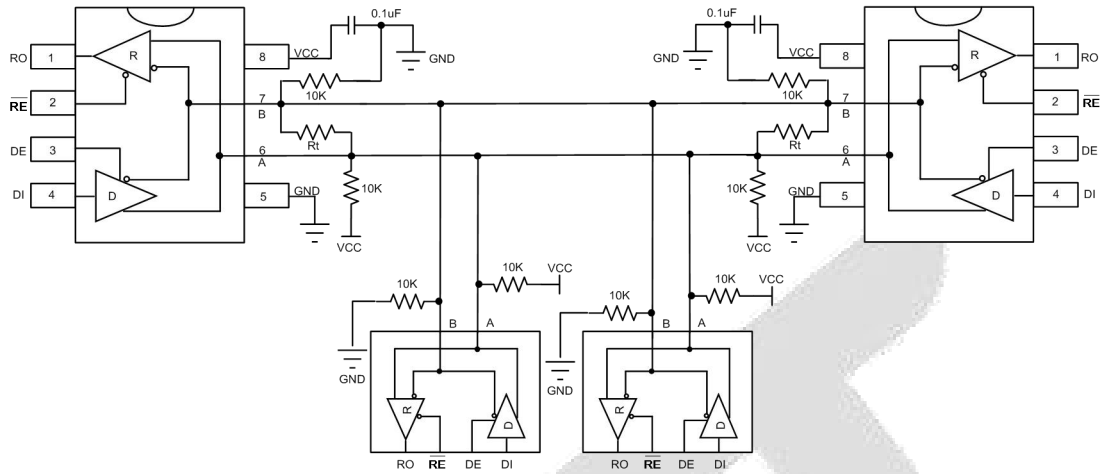 0.1uF
0.1uF
RO 1 R 8 VCC GND
GND VCC 8 R 1 RO
10K
10K
RE 2 7 B
7 B 2 RE
DE 3 Rt
Rt 3 DE
6 A
6 A
DI 4 D 5 GND 10K
10K GND 5 D 4 DI
VCC
VCC
10K VCC
10K VCC
10K
10K
B A
B A
GND
GND
R D
R D
RO RE DE DI
RO RE DE DI